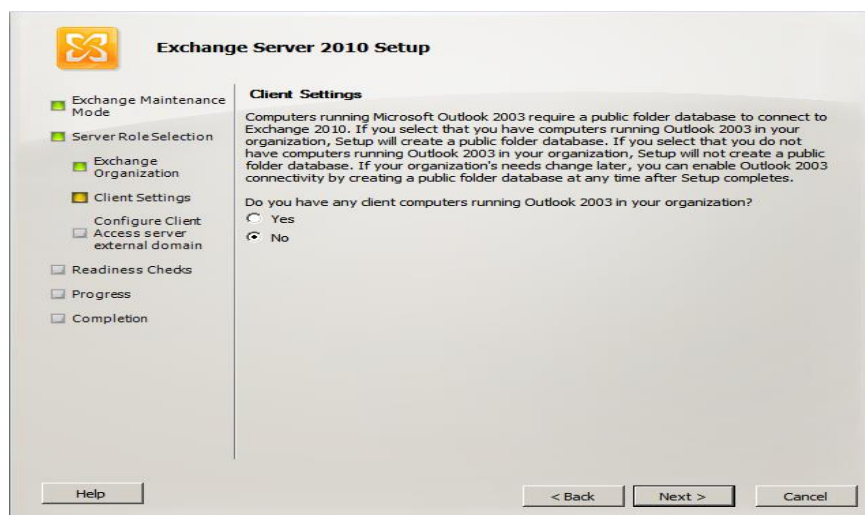 Exchange Server 2010 Setup
Exchange Maintenance
Mode
Server Role Selection
Exchange
Organization
Client Settings
Configure Client
Access server
external domain
Readiness Checks
Progress
Completion
Client Settings
Computers running Microsoft Outlook 2003 require a public folder database to connect to
Exchange 2010. If you select that you have computers running Outlook 2003 in your
organization, Setup will create a public folder database. If you select that you do not
have computers running Outlook 2003 in your organization, Setup will not create a public
folder database. If your organization's needs change later, you can enable Outlook 2003
connectivity by creating a public folder database at any time after Setup completes.
Do you have any client computers running Outlook 2003 in your organization?
Yes
No
Help
< Back
Next >
Cancel